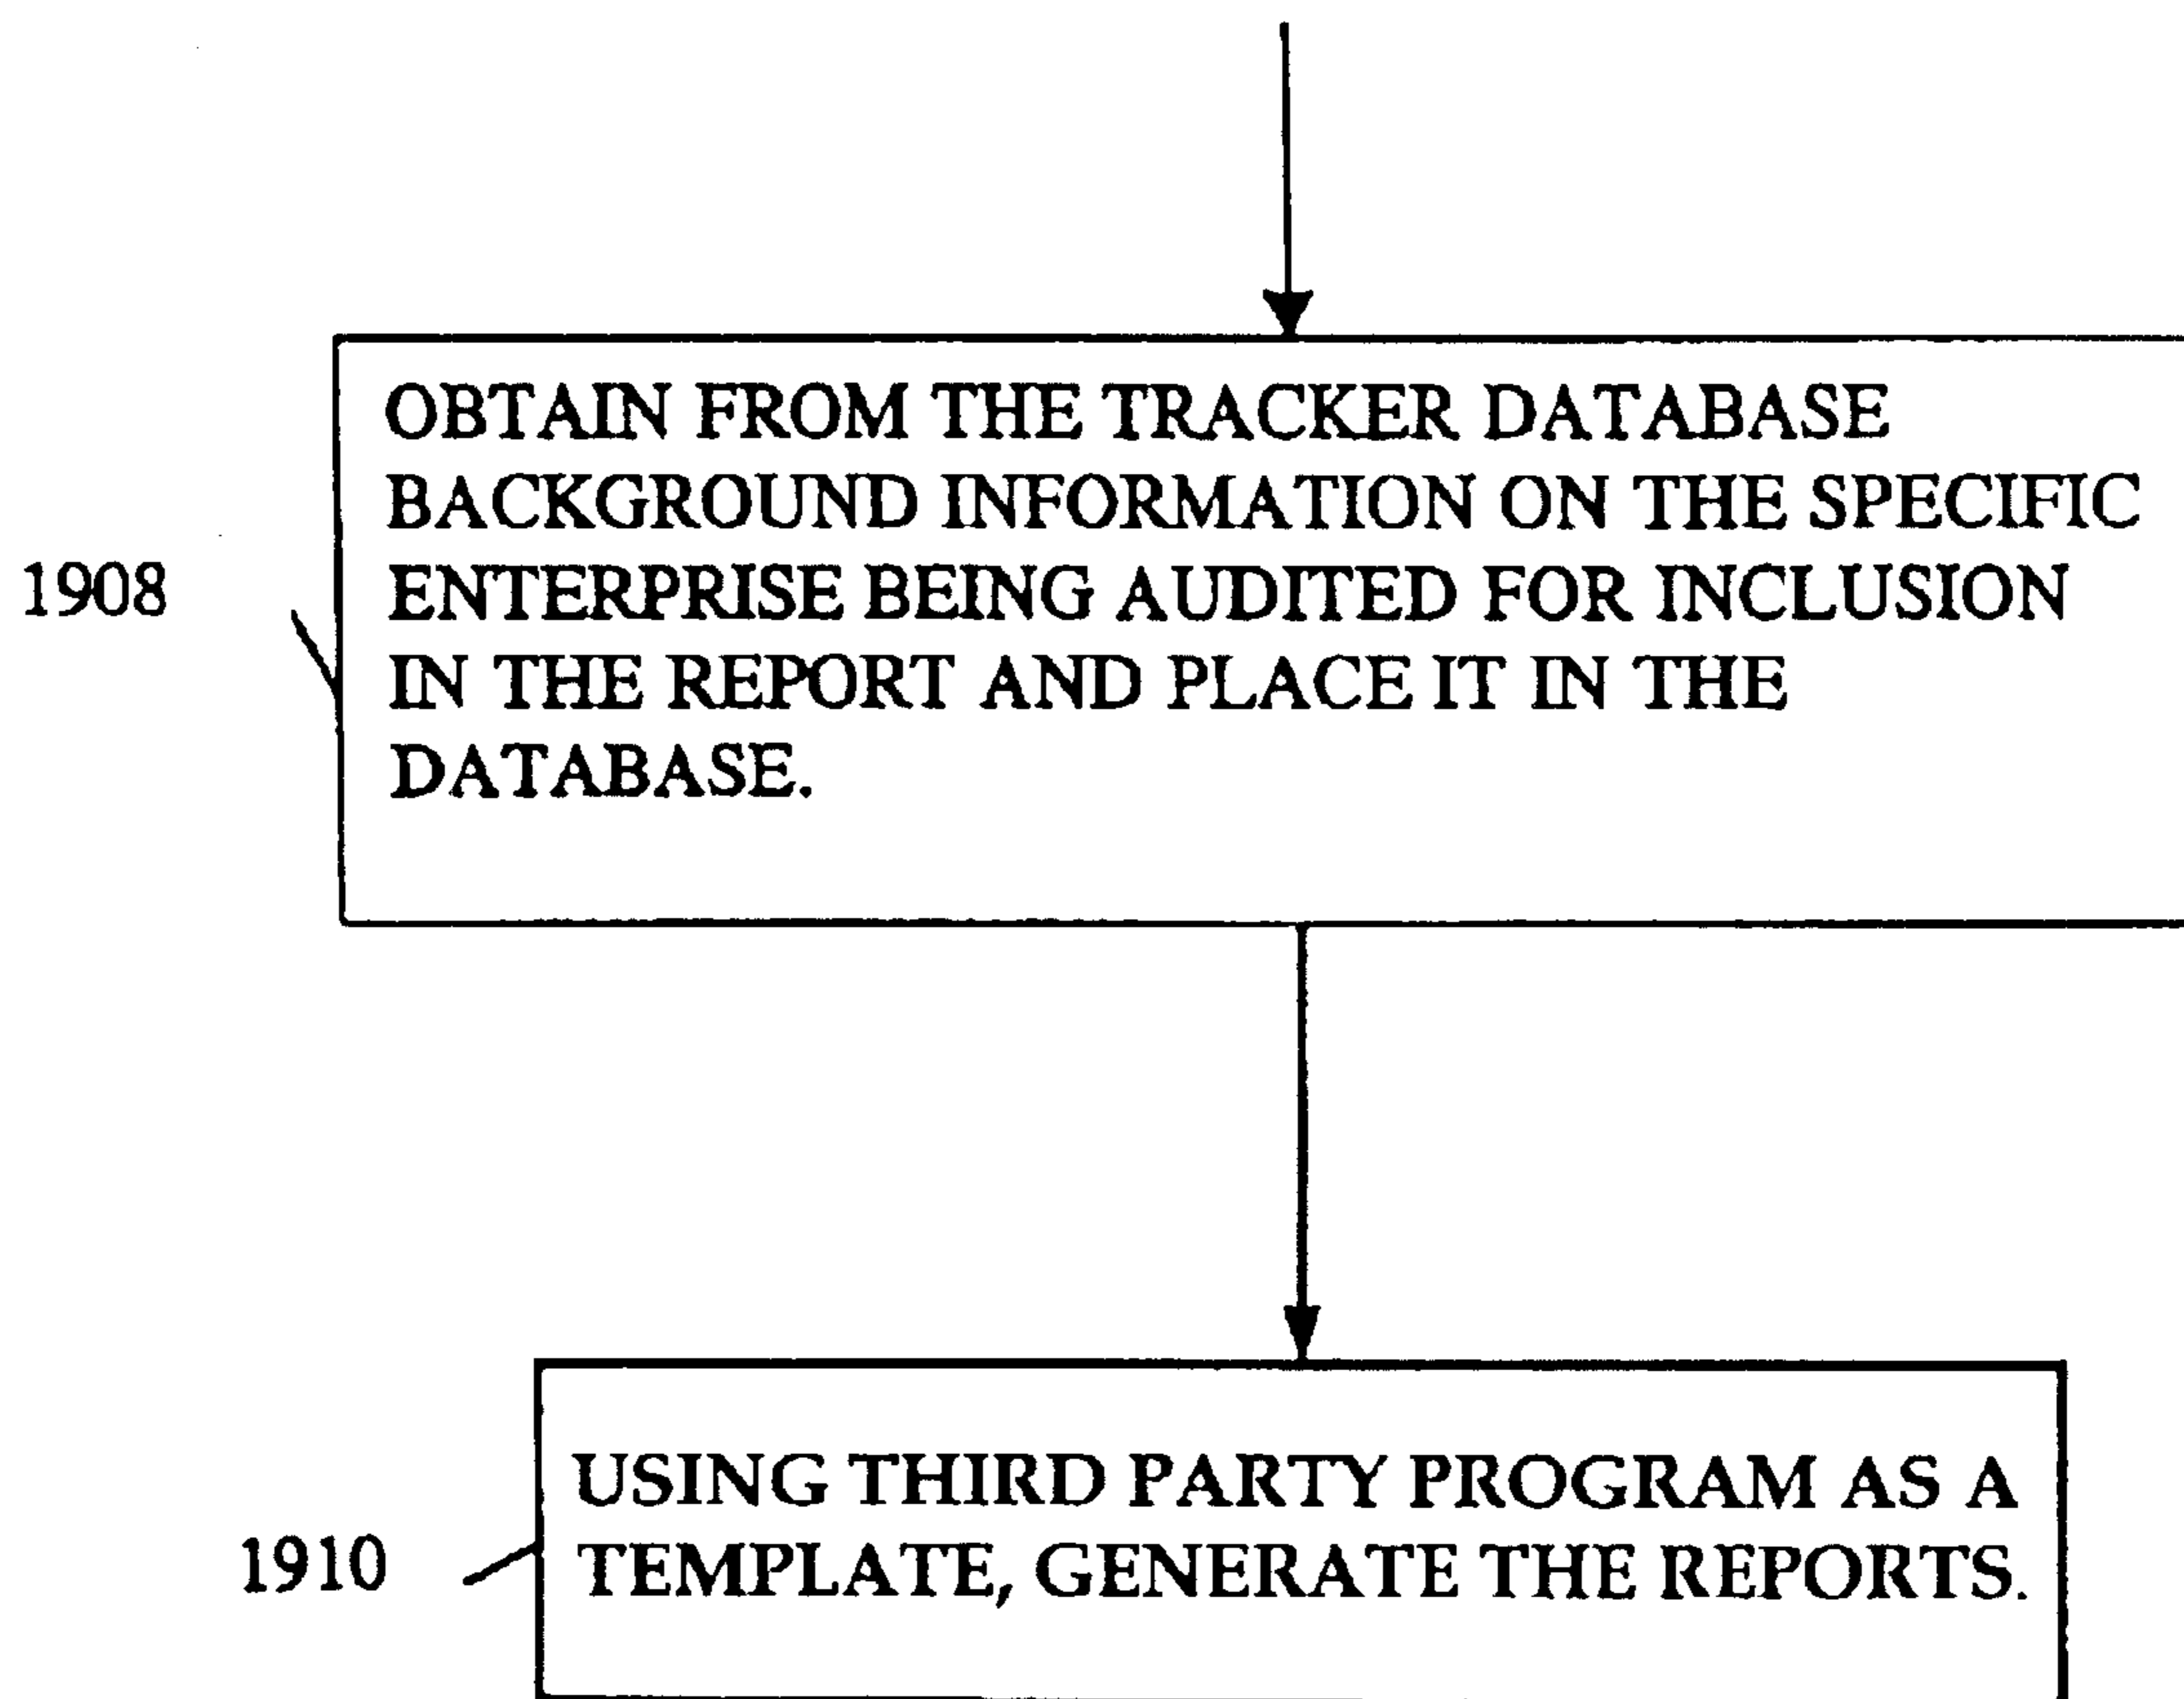 OBTAIN FROM THE TRACKER DATABASE
BACKGROUND INFORMATION ON THE SPECIFIC
1908
ENTERPRISE BEING AUDITED FOR INCLUSION
IN THE REPORT AND PLACE IT IN THE
DATABASE.
USING THIRD PARTY PROGRAM AS A
1910
TEMPLATE, GENERATE THE REPORTS.